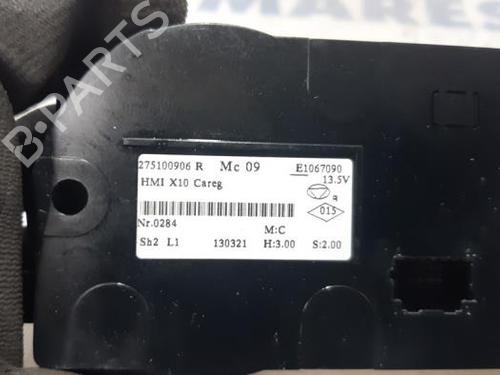 MARES
B-PARTS
275100906 R Mc 09 E1067090
HMI X10 Careg 13.5V
R
015
Nr.0284 M:C
Sh2 L1 130321 H:3.00 S:2.00